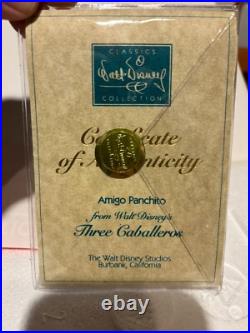 CLASSICS
Walt Disney
COLLECTION
Certificate
of Authenticity
Amigo Panchito
from Walt Disney's
Three Caballeros
The Walt Disney Studios
Burbank, California